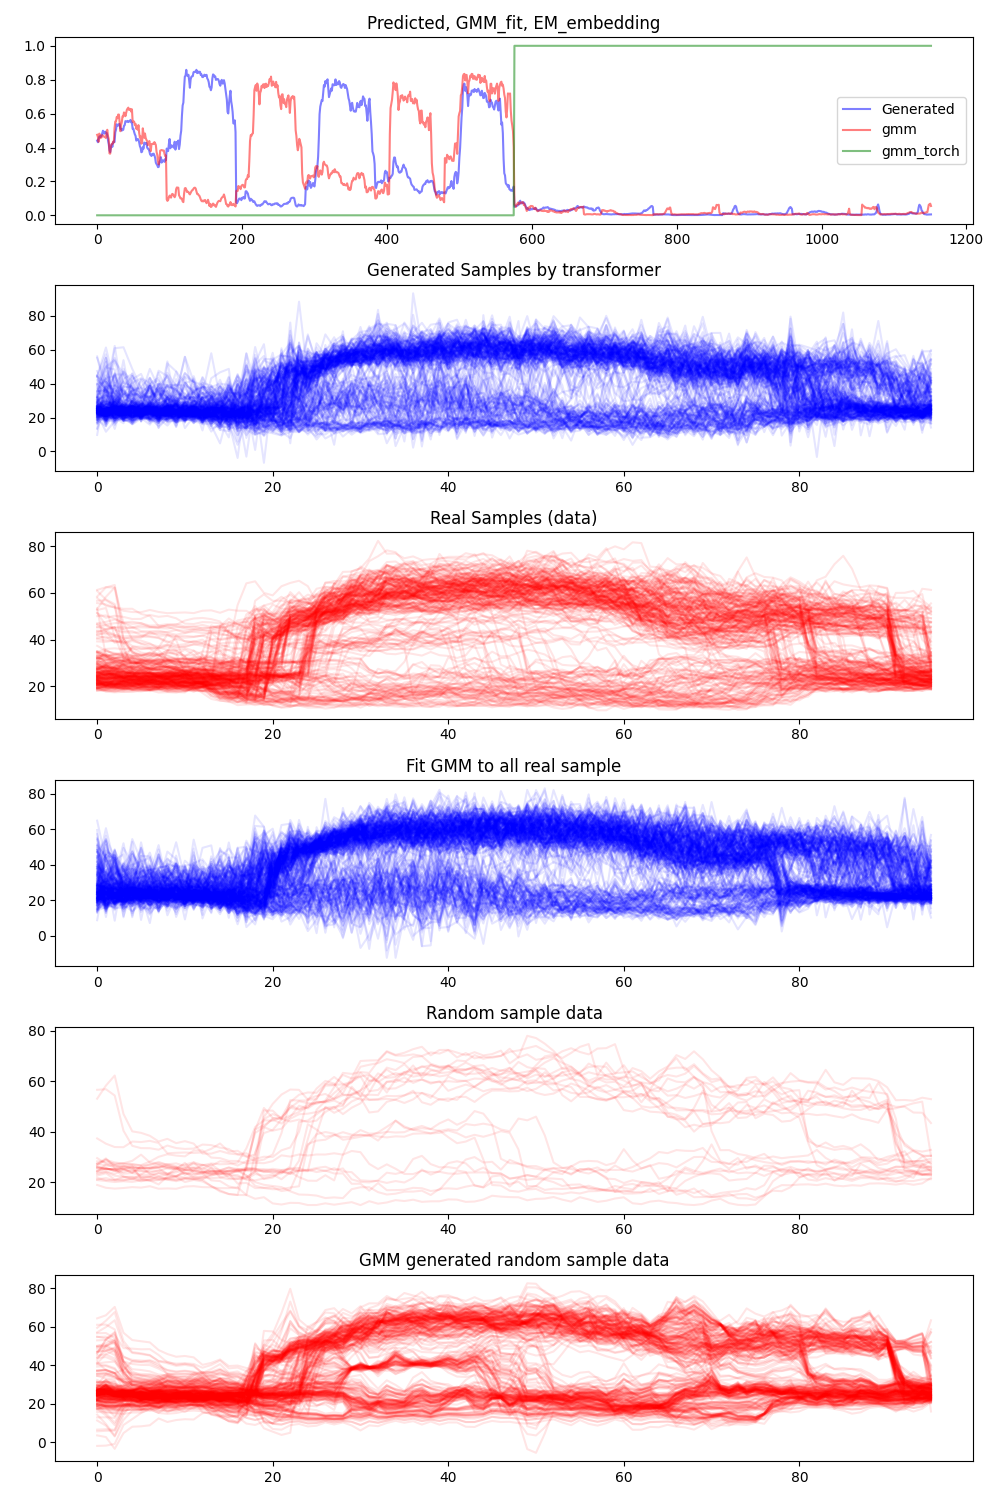 Predicted, GMM_fit, EM_embedding
1.0
0.8
0.6
0.4
0.2
0.0
Generated
gmm
gmm_torch
0 200 400 600 800 1000 1200
Generated Samples by transformer
80
60
40
20
0
0 20 40 60 80
Real Samples (data)
80
60
40
20
0 20 40 60 80
Fit GMM to all real sample
80
60
40
20
0
0 20 40 60 80
Random sample data
80
60
40
20
0 20 40 60 80
GMM generated random sample data
80
60
40
20
0
0 20 40 60 80